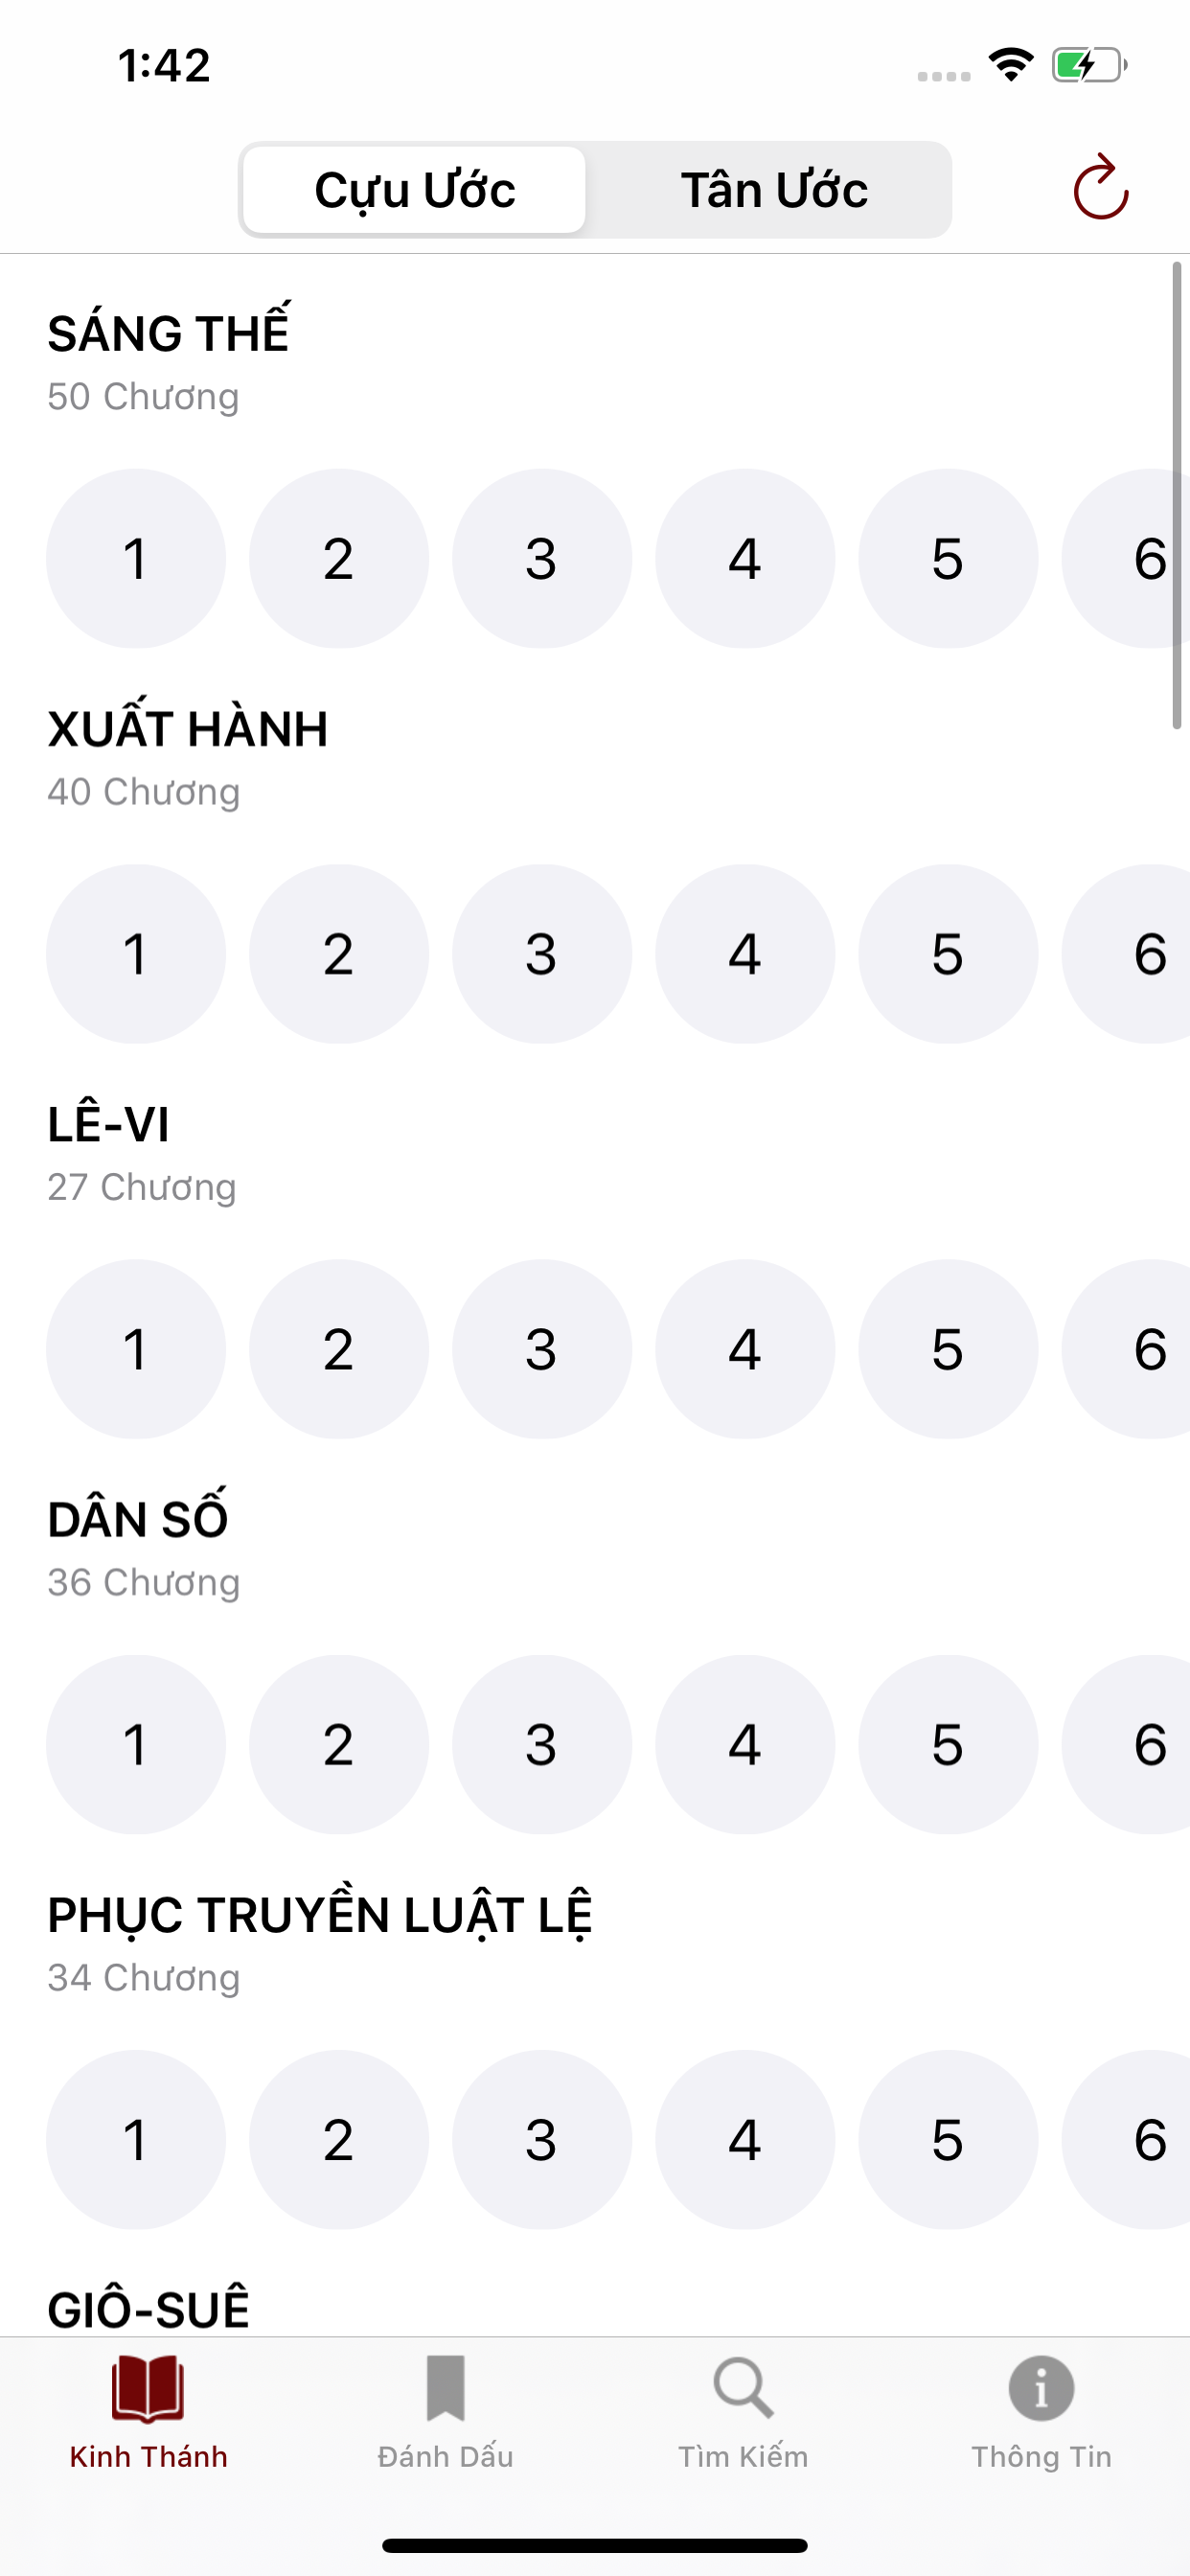 1:42
Cựu Ước Tân Ước
SÁNG THẾ
50 Chương
1 2 3 4 5 6
XUẤT HÀNH
40 Chương
1 2 3 4 5 6
LÊ-VI
27 Chương
1 2 3 4 5 6
DÂN SỐ
36 Chương
1 2 3 4 5 6
PHỤC TRUYỀN LUẬT LỆ
34 Chương
1 2 3 4 5 6
GIÔ-SUÊ
Kinh Thánh Đánh Dấu Tìm Kiếm Thông Tin